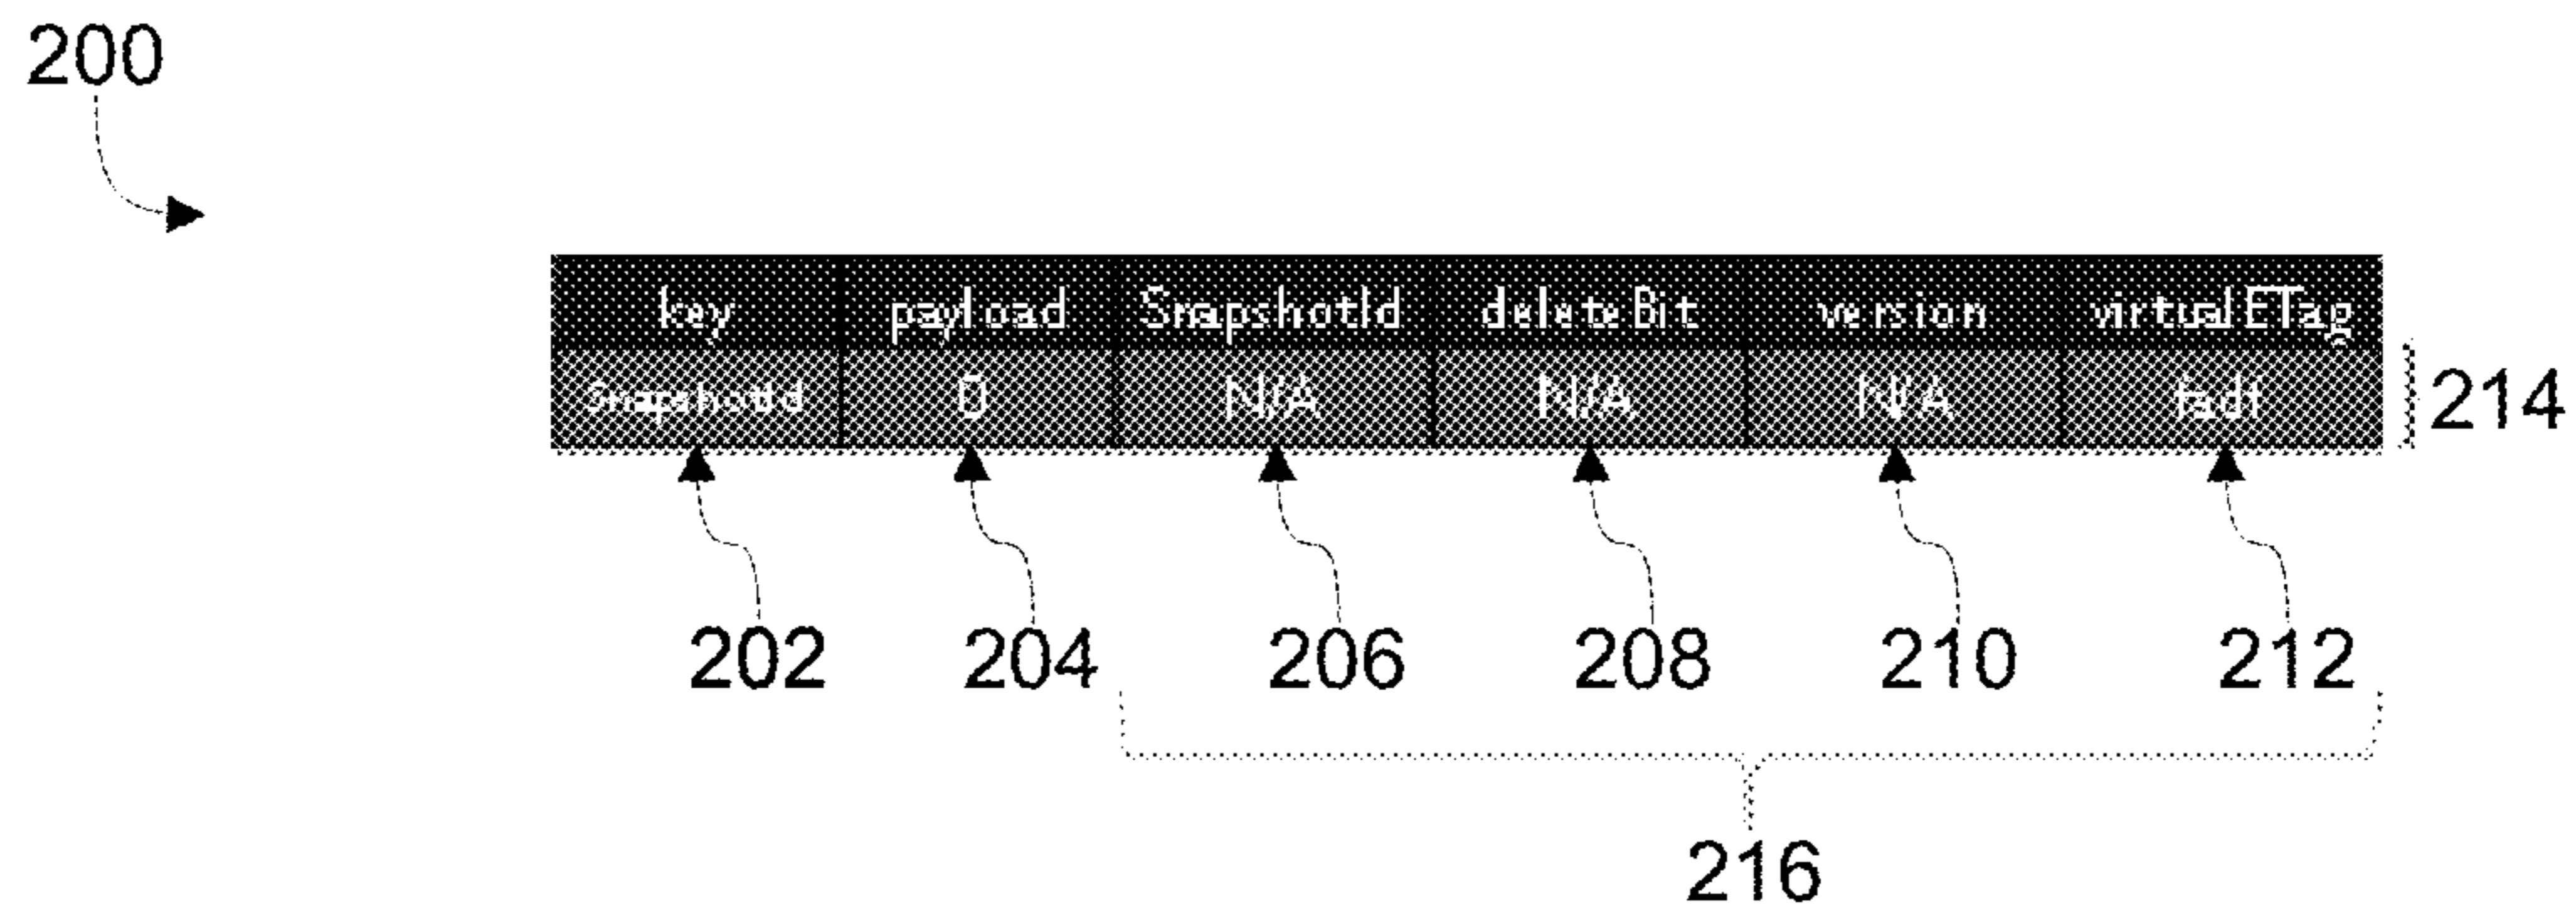 200
key payload SnapshotId deleteBit version virtualETag
SnapshotId 0 N/A N/A N/A 214
202 204 206 208 210 212
216